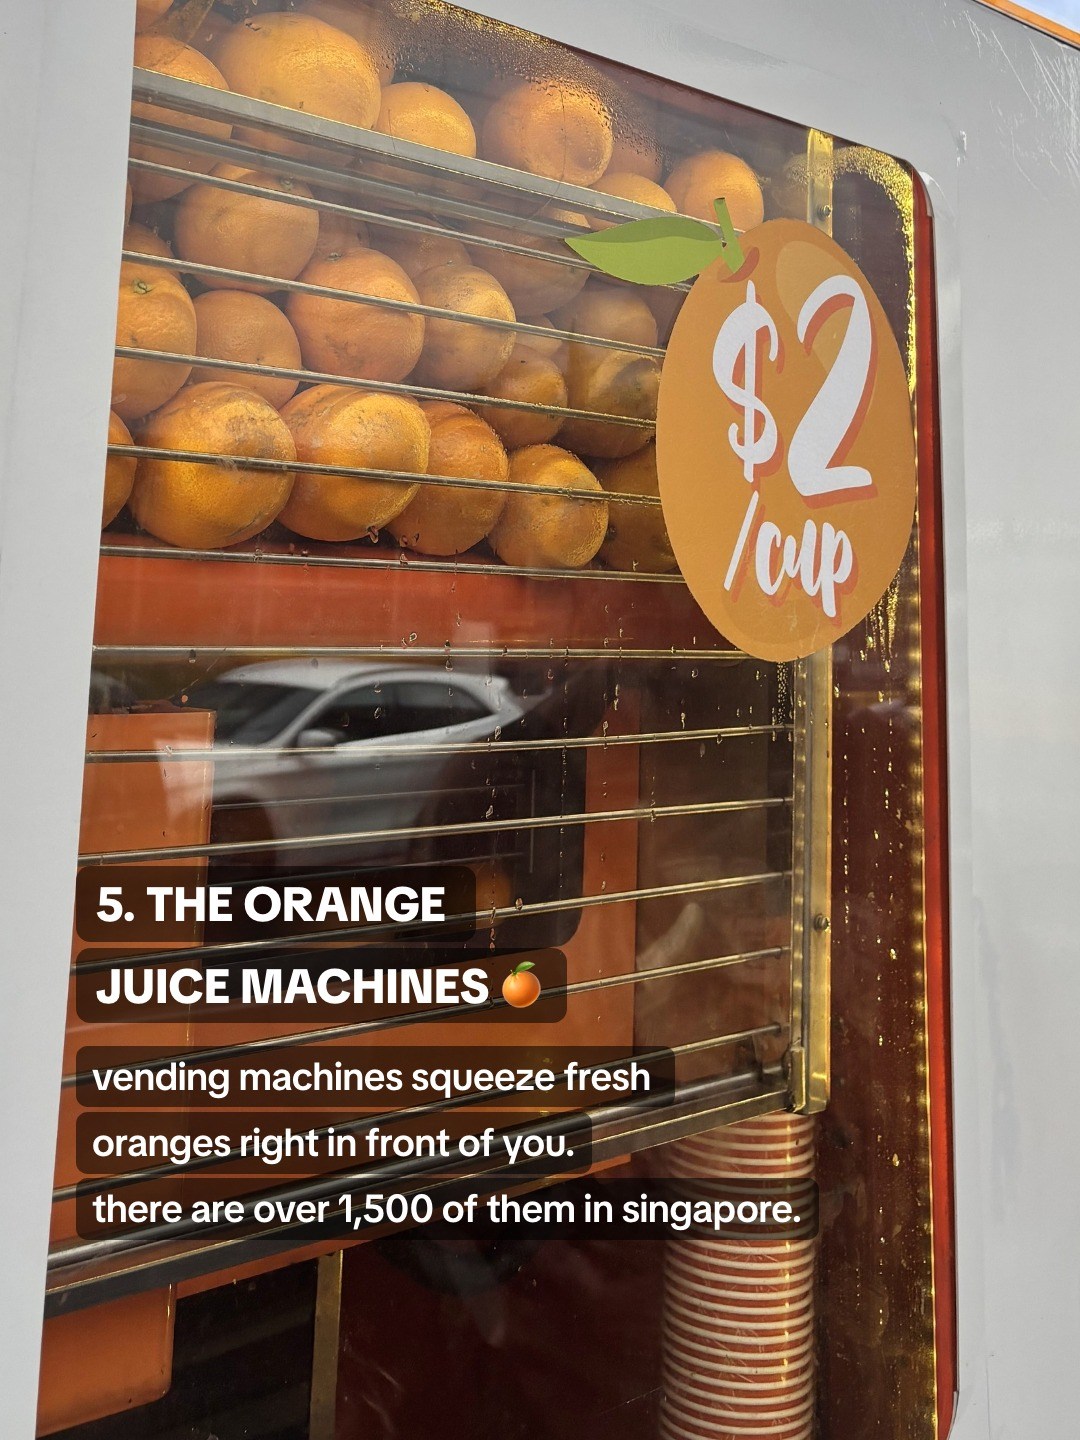 $2
/cup
5. THE ORANGE
JUICE MACHINES 🍊
vending machines squeeze fresh
oranges right in front of you.
there are over 1,500 of them in singapore.